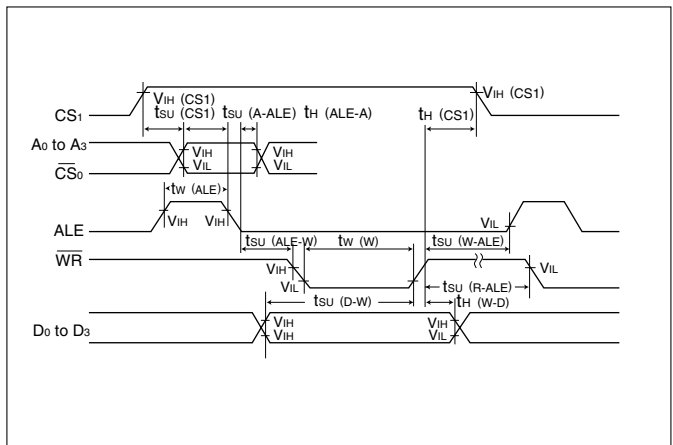 VIH (CS1)
VIH (CS1)
tsu (CS1) tsu (A-ALE) tH (ALE-A)
tH (CS1)
CS1
A0 to A3
VIH
VIH
CS0
VIL
VIL
tw (ALE)
VIH
VIH
VIL
ALE
tsu (ALE-W)
tw (W)
tsu (W-ALE)
WR
VIH
VIL
VIL
tsu (R-ALE)
tsu (D-W)
tH (W-D)
D0 to D3
VIH
VIH
VIH
VIL